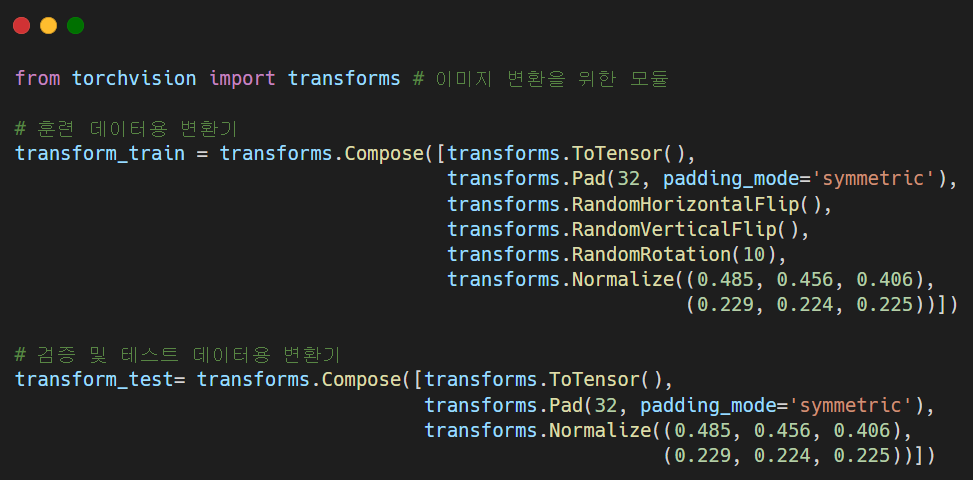 from torchvision import transforms # 이미지 변환을 위한 모듈
# 훈련 데이터용 변환기
transform_train = transforms.Compose([transforms.ToTensor(),
transforms.Pad(32, padding_mode='symmetric'),
transforms.RandomHorizontalFlip(),
transforms.RandomVerticalFlip(),
transforms.RandomRotation(10),
transforms.Normalize((0.485, 0.456, 0.406),
(0.229, 0.224, 0.225))])
# 검증 및 테스트 데이터용 변환기
transform_test= transforms.Compose([transforms.ToTensor(),
transforms.Pad(32, padding_mode='symmetric'),
transforms.Normalize((0.485, 0.456, 0.406),
(0.229, 0.224, 0.225))])